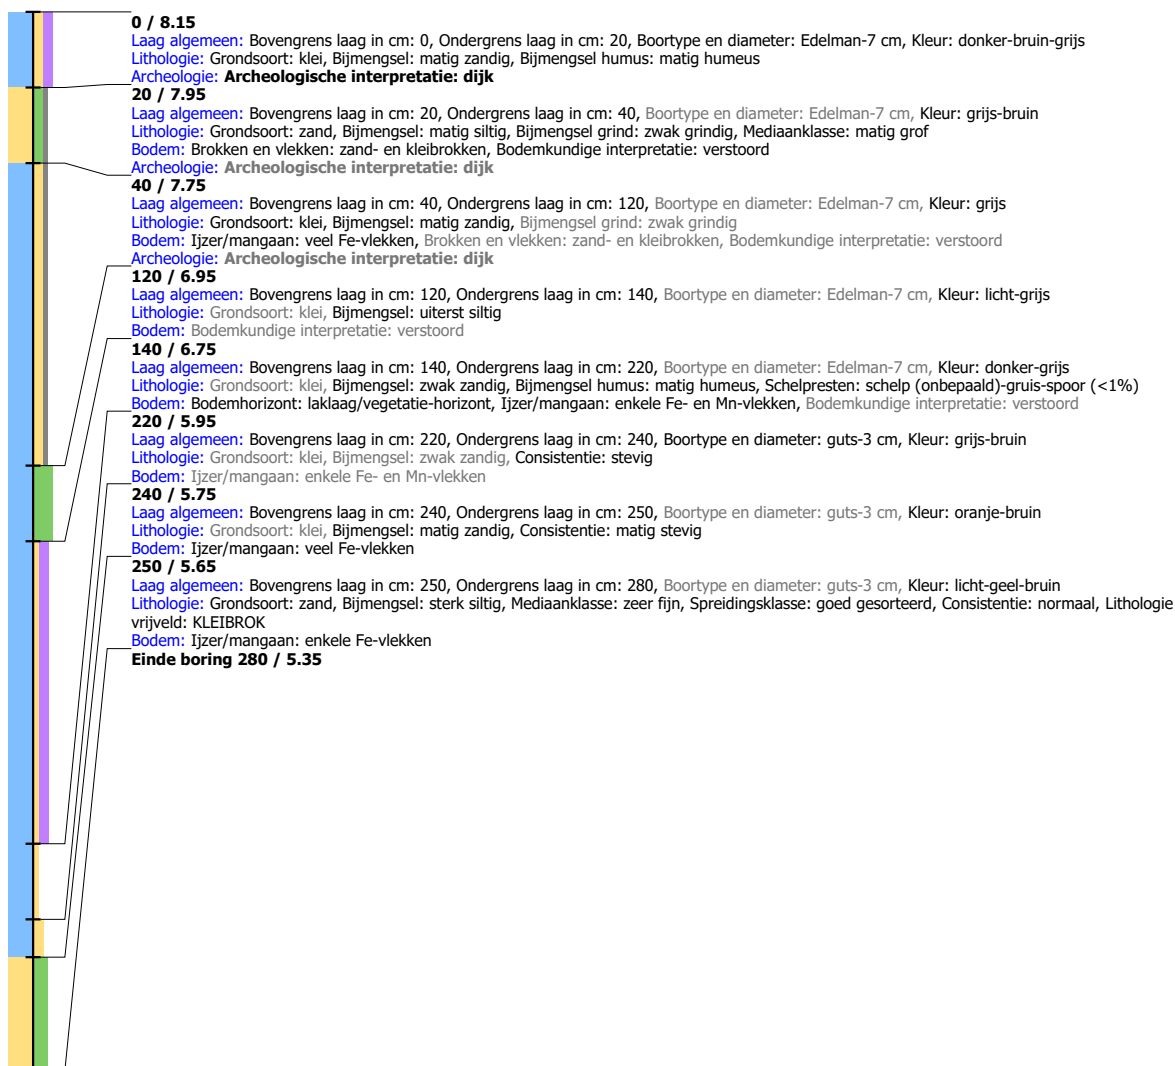 0 / 8.15
Laag algemeen: Bovengrens laag in cm: 0, Ondergrens laag in cm: 20, Boortype en diameter: Edelman-7 cm, Kleur: donker-bruin-grijs
Lithologie: Grondsoort: klei, Bijmengsel: matig zandig, Bijmengsel humus: matig humeus
Archeologie: Archeologische interpretatie: dijk
20 / 7.95
Laag algemeen: Bovengrens laag in cm: 20, Ondergrens laag in cm: 40, Boortype en diameter: Edelman-7 cm, Kleur: grijs-bruin
Lithologie: Grondsoort: zand, Bijmengsel: matig siltig, Bijmengsel grind: zwak grindig, Mediaanklasse: matig grof
Bodem: Brokken en vlekken: zand- en kleibrokken, Bodemkundige interpretatie: verstoord
Archeologie: Archeologische interpretatie: dijk
40 / 7.75
Laag algemeen: Bovengrens laag in cm: 40, Ondergrens laag in cm: 120, Boortype en diameter: Edelman-7 cm, Kleur: grijs
Lithologie: Grondsoort: klei, Bijmengsel: matig zandig, Bijmengsel grind: zwak grindig
Bodem: Ijzer/mangaan: veel Fe-vlekken, Brokken en vlekken: zand- en kleibrokken, Bodemkundige interpretatie: verstoord
Archeologie: Archeologische interpretatie: dijk
120 / 6.95
Laag algemeen: Bovengrens laag in cm: 120, Ondergrens laag in cm: 140, Boortype en diameter: Edelman-7 cm, Kleur: licht-grijs
Lithologie: Grondsoort: klei, Bijmengsel: uiterst siltig
Bodem: Bodemkundige interpretatie: verstoord
140 / 6.75
Laag algemeen: Bovengrens laag in cm: 140, Ondergrens laag in cm: 220, Boortype en diameter: Edelman-7 cm, Kleur: donker-grijs
Lithologie: Grondsoort: klei, Bijmengsel: zwak zandig, Bijmengsel humus: matig humeus, Schelpresten: schelp (onbepaald)-gruis-spoor (<1%)
Bodem: Bodemhorizont: laklaag/vegetatie-horizont, Ijzer/mangaan: enkele Fe- en Mn-vlekken, Bodemkundige interpretatie: verstoord
220 / 5.95
Laag algemeen: Bovengrens laag in cm: 220, Ondergrens laag in cm: 240, Boortype en diameter: guts-3 cm, Kleur: grijs-bruin
Lithologie: Grondsoort: klei, Bijmengsel: zwak zandig, Consistentie: stevig
Bodem: Ijzer/mangaan: enkele Fe- en Mn-vlekken
240 / 5.75
Laag algemeen: Bovengrens laag in cm: 240, Ondergrens laag in cm: 250, Boortype en diameter: guts-3 cm, Kleur: oranje-bruin
Lithologie: Grondsoort: klei, Bijmengsel: matig zandig, Consistentie: matig stevig
Bodem: Ijzer/mangaan: veel Fe-vlekken
250 / 5.65
Laag algemeen: Bovengrens laag in cm: 250, Ondergrens laag in cm: 280, Boortype en diameter: guts-3 cm, Kleur: licht-geel-bruin
Lithologie: Grondsoort: zand, Bijmengsel: sterk siltig, Mediaanklasse: zeer fijn, Spreidingsklasse: goed gesorteerd, Consistentie: normaal, Lithologie
vrijveld: KLEIBROK
Bodem: Ijzer/mangaan: enkele Fe-vlekken
Einde boring 280 / 5.35